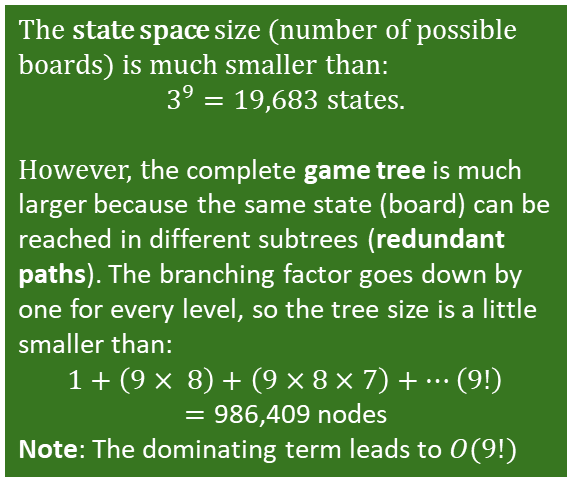 The state space size (number of possible
boards) is much smaller than:
3⁹ = 19,683 states.
However, the complete game tree is much
larger because the same state (board) can be
reached in different subtrees (redundant
paths). The branching factor goes down by
one for every level, so the tree size is a little
smaller than:
1 + (9 × 8) + (9 × 8 × 7) + ⋯ (9!)
= 986,409 nodes
Note: The dominating term leads to O(9!)